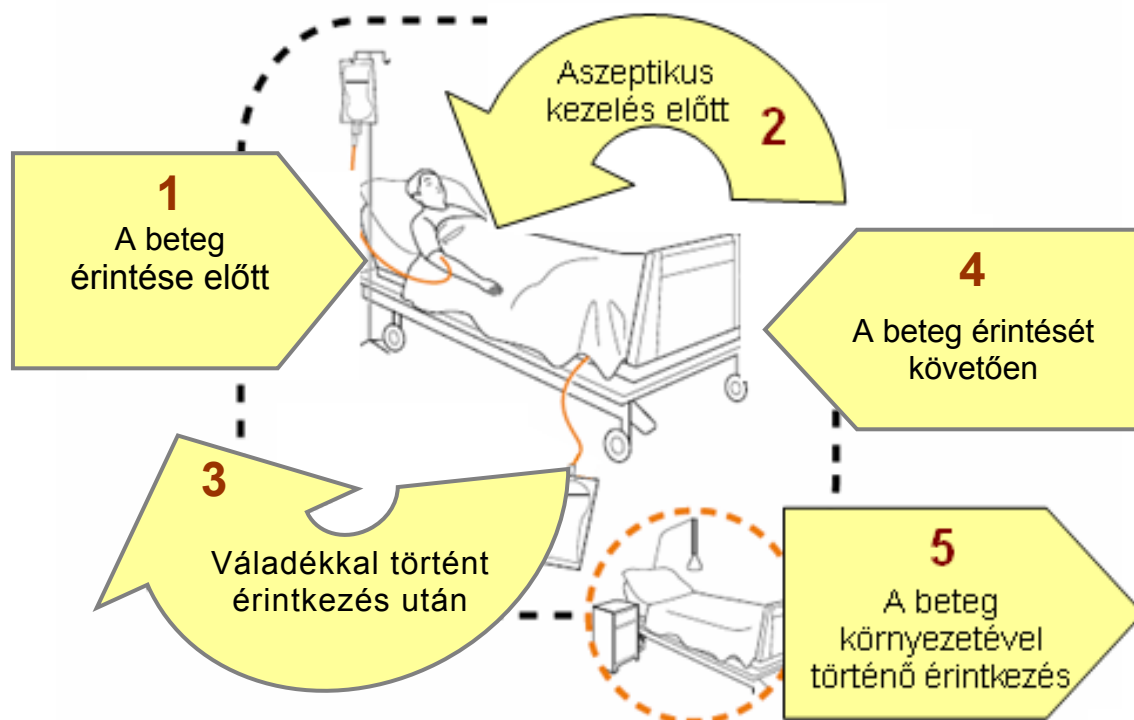 1
A beteg
érintése előtt
Aszeptikus
kezelés előtt
2
3
Váladékkal történt
érintkezés után
4
A beteg érintését
követően
5
A beteg
környezetével
történő érintkezés